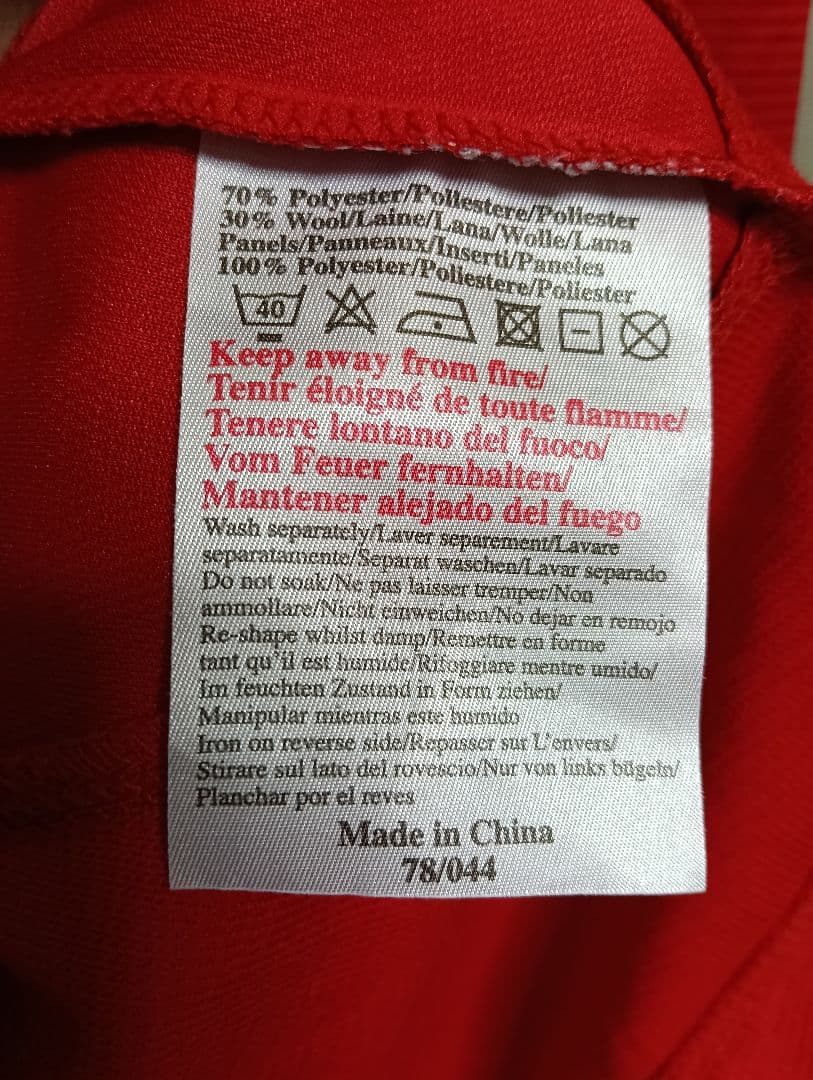 70% Polyester/Poliestere/Poliester
30% Wool/Laine/Lana/Wolle/Lana
Panels/Panneaux/Inserti/Paneles
100% Polyester/Poliestere/Poliester
40
Keep away from fire/
Tenir éloigné de toute flamme/
Tenere lontano del fuoco/
Vom Feuer fernhalten/
Mantener alejado del fuego
Wash separately/Laver separement/Lavare
separatamente/Separat waschen/Lavar separado
Do not soak/Ne pas laisser tremper/Non
ammollare/Nicht einweichen/No dejar en remojo
Re-shape whilst damp/Remettre en forme
tant qu'il est humide/Rifoggiare mentre umido/
Im feuchten Zustand in Form ziehen/
Manipular mientras este humido
Iron on reverse side/Repasser sur L'envers/
Stirare sul lato del rovescio/Nur von links bügeln/
Planchar por el reves
Made in China
78/044